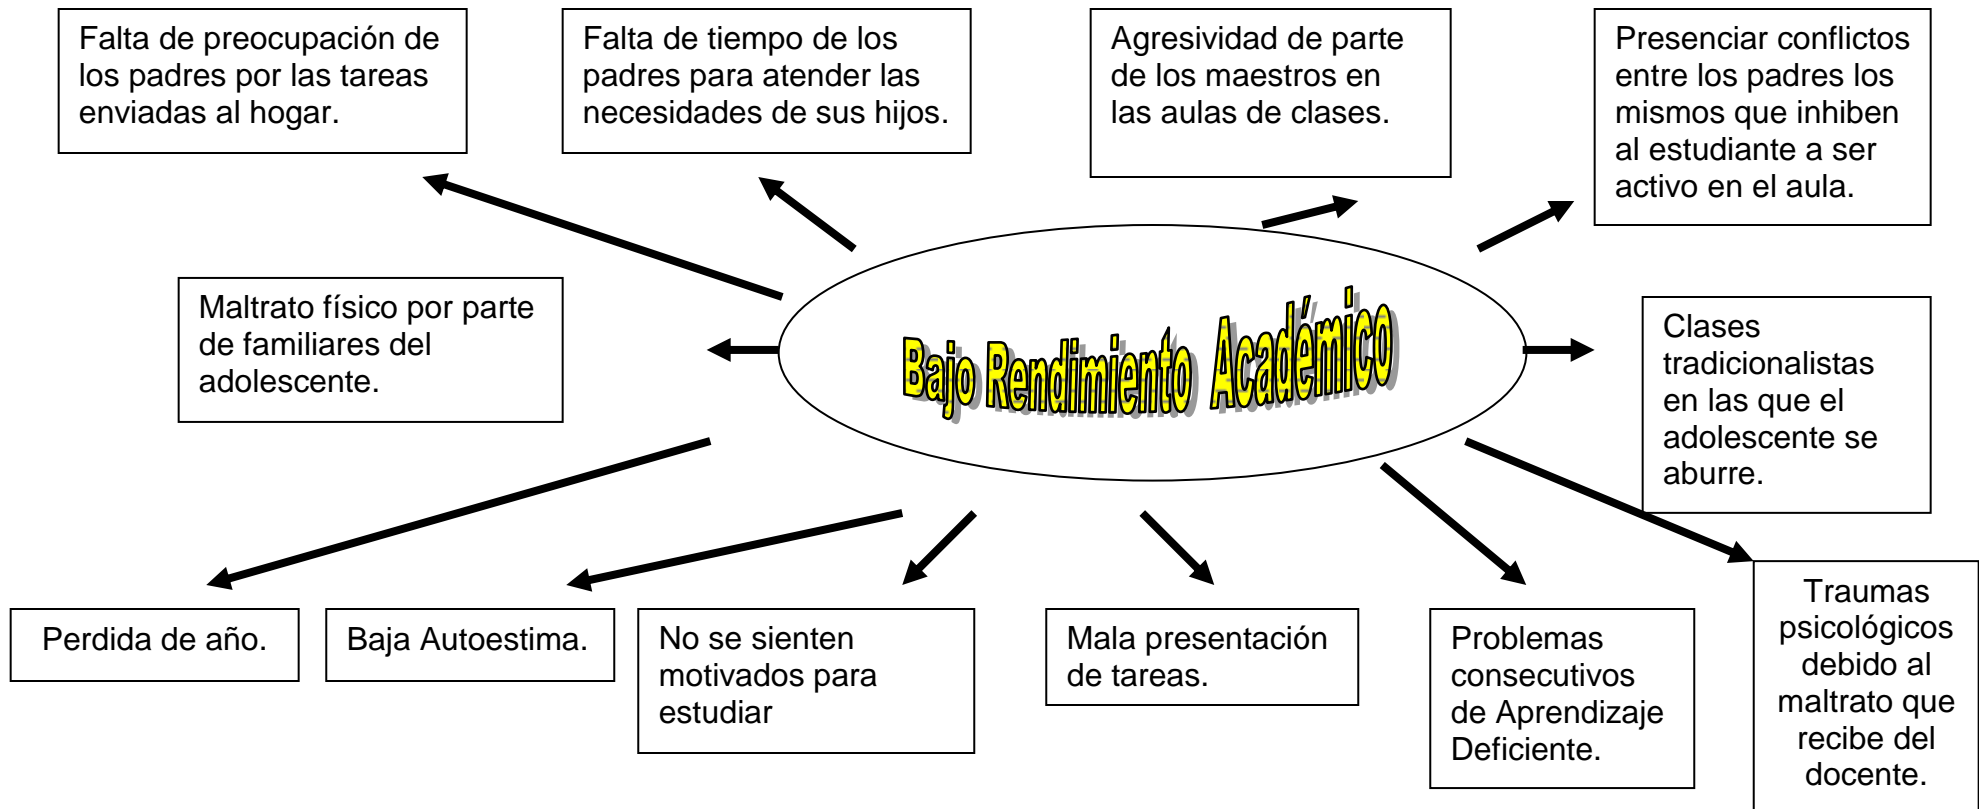 Falta de preocupación de
los padres por las tareas
enviadas al hogar.
Falta de tiempo de los
padres para atender las
necesidades de sus hijos.
Agresividad de parte
de los maestros en
las aulas de clases.
Presenciar conflictos
entre los padres los
mismos que inhiben
al estudiante a ser
activo en el aula.
Maltrato físico por parte
de familiares del
adolescente.
Bajo Rendimiento Académico
Clases
tradicionalistas
en las que el
adolescente se
aburre.
Perdida de año.
Baja Autoestima.
No se sienten
motivados para
estudiar
Mala presentación
de tareas.
Problemas
consecutivos
de Aprendizaje
Deficiente.
Traumas
psicológicos
debido al
maltrato que
recibe del
docente.